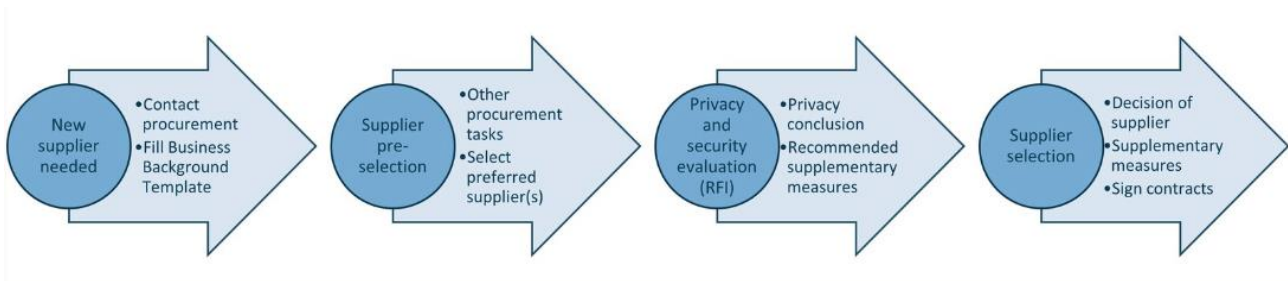 New
supplier
needed
•Contact
procurement
•Fill Business
Background
Template
Supplier
pre-
selection
•Other
procurement
tasks
•Select
preferred
supplier(s)
Privacy
and
security
evaluation
(RFI)
•Privacy
conclusion
•Recommended
supplementary
measures
Supplier
selection
•Decision of
supplier
•Supplementary
measures
•Sign contracts